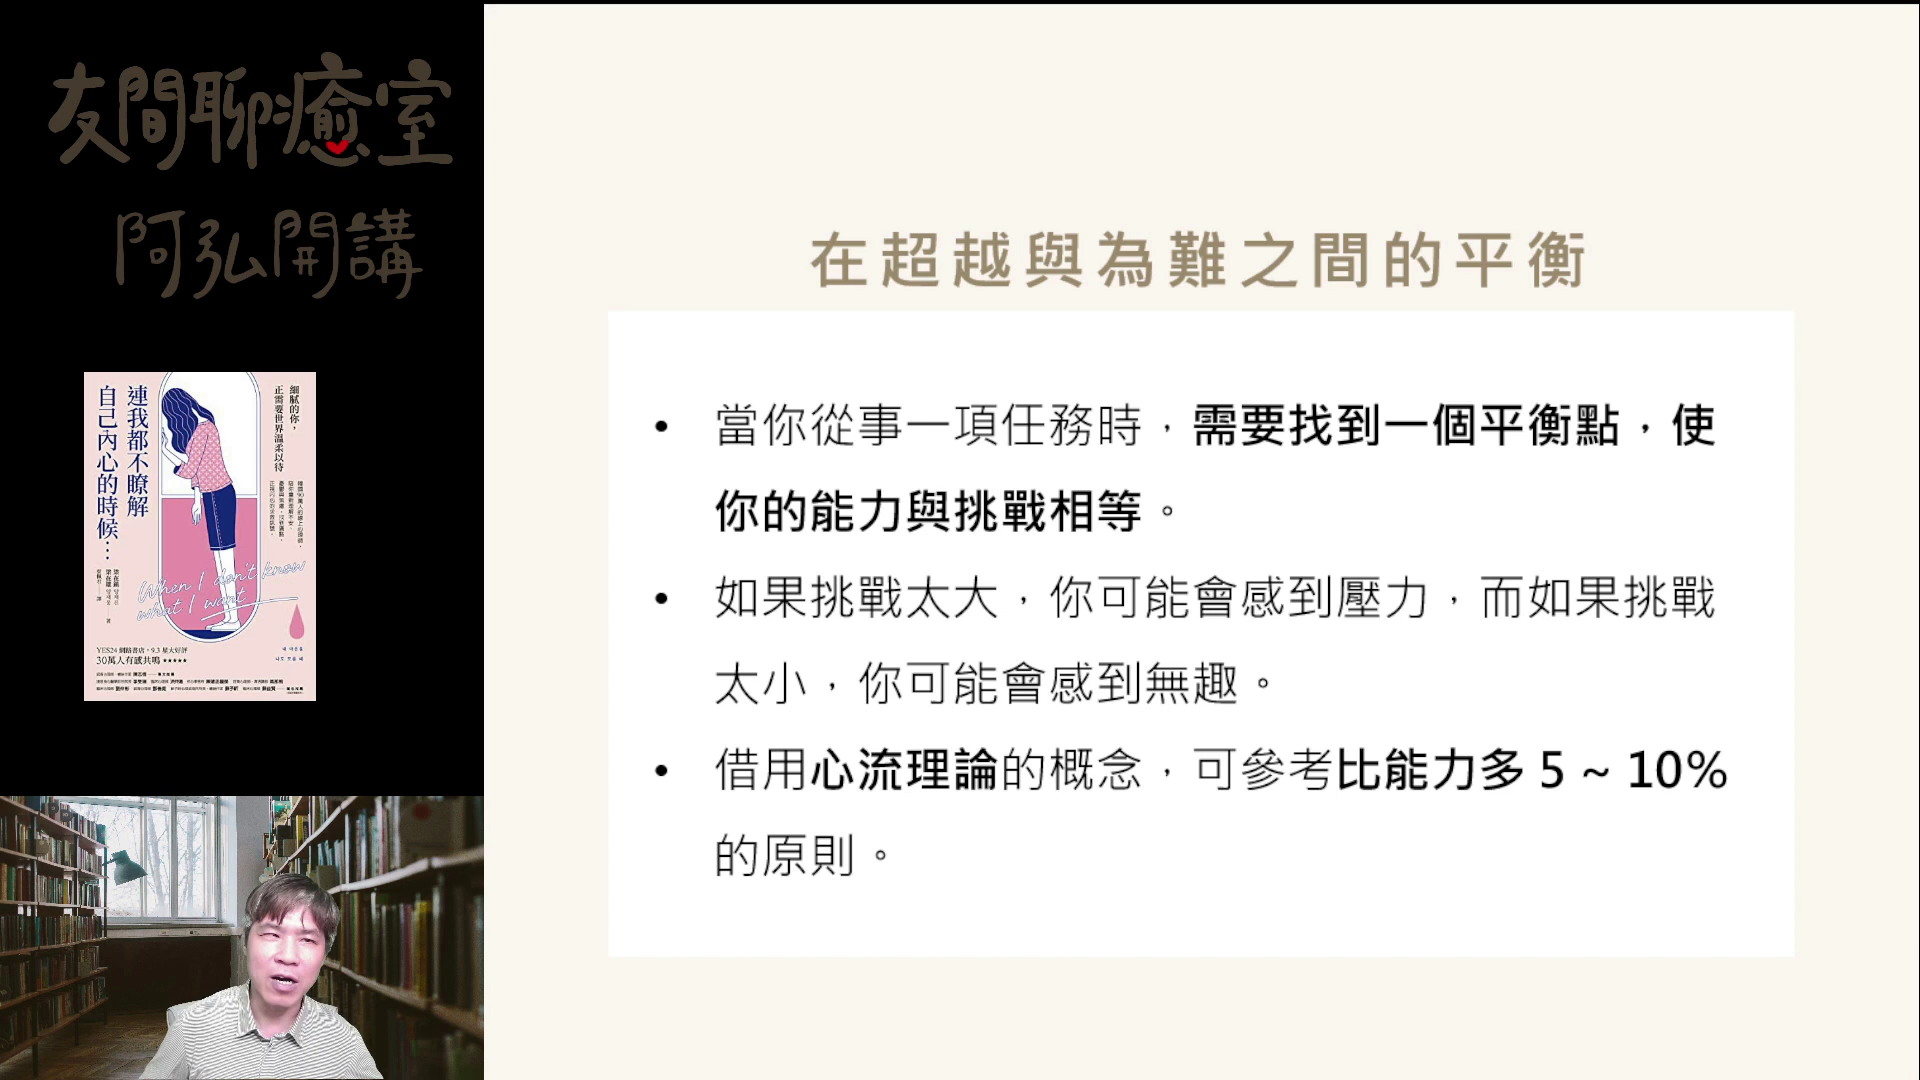 友間聊癒室
阿弘開講
細膩的你，
正需要世界溫柔以待
連我都不瞭解
自己內心的時候…
When I don't know
what I want
YES24 網路書店，9.3 星大好評
30萬人有感共鳴 ★★★★★
在超越與為難之間的平衡
• 當你從事一項任務時，需要找到一個平衡點，使
你的能力與挑戰相等。
• 如果挑戰太大，你可能會感到壓力，而如果挑戰
太小，你可能會感到無趣。
• 借用心流理論的概念，可參考比能力多 5 ~ 10%
的原則。